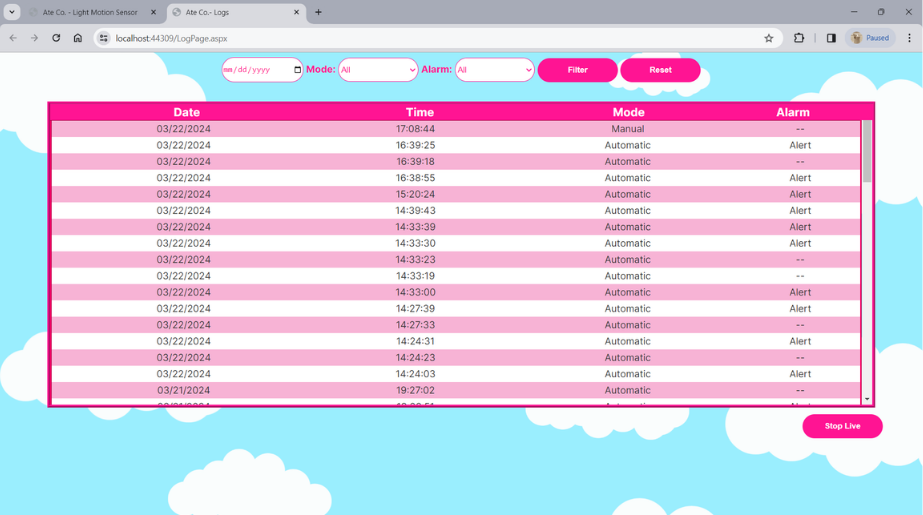 Ate Co. - Light Motion Sensor
Ate Co.- Logs
localhost:44309/LogPage.aspx
Paused
mm/dd/yyyy Mode: All Alarm: All Filter Reset
Date Time Mode Alarm
03/22/2024 17:08:44 Manual --
03/22/2024 16:39:25 Automatic Alert
03/22/2024 16:39:18 Automatic --
03/22/2024 16:38:55 Automatic Alert
03/22/2024 15:20:24 Automatic Alert
03/22/2024 14:39:43 Automatic Alert
03/22/2024 14:33:39 Automatic Alert
03/22/2024 14:33:30 Automatic Alert
03/22/2024 14:33:23 Automatic --
03/22/2024 14:33:19 Automatic --
03/22/2024 14:33:00 Automatic Alert
03/22/2024 14:27:39 Automatic Alert
03/22/2024 14:27:33 Automatic --
03/22/2024 14:24:31 Automatic Alert
03/22/2024 14:24:23 Automatic --
03/22/2024 14:24:03 Automatic Alert
03/21/2024 19:27:02 Automatic --
Stop Live